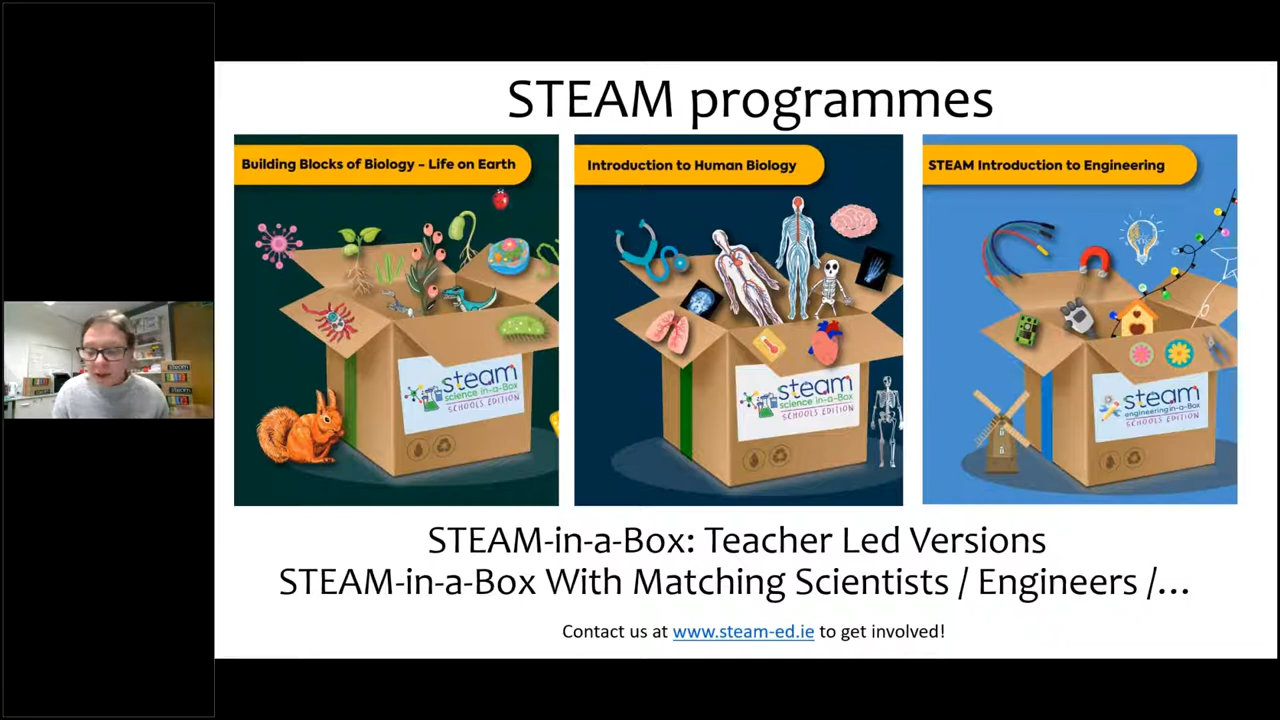 STEAM programmes
Building Blocks of Biology – Life on Earth
Introduction to Human Biology
STEAM Introduction to Engineering
steam
science in-a-Box
SCHOOLS EDITION
steam
science in-a-Box
SCHOOLS EDITION
steam
engineering in-a-Box
SCHOOLS EDITION
STEAM-in-a-Box: Teacher Led Versions
STEAM-in-a-Box With Matching Scientists / Engineers /...
Contact us at www.steam-ed.ie to get involved!
steam
steam